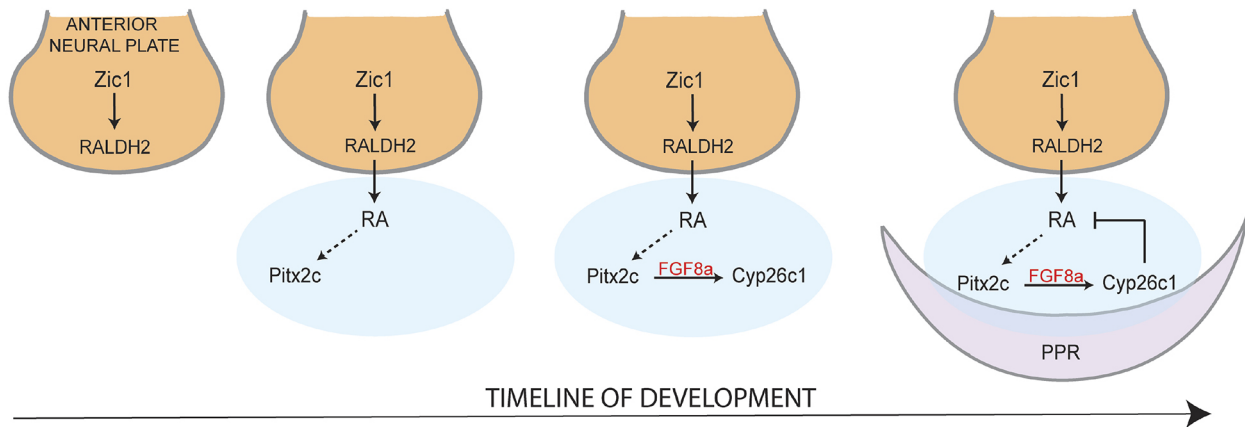 ANTERIOR
NEURAL PLATE
Zic1
RALDH2
Zic1
RALDH2
RA
Pitx2c
Zic1
RALDH2
RA
Pitx2c FGF8a Cyp26c1
Zic1
RALDH2
RA
Pitx2c FGF8a Cyp26c1
PPR
TIMELINE OF DEVELOPMENT